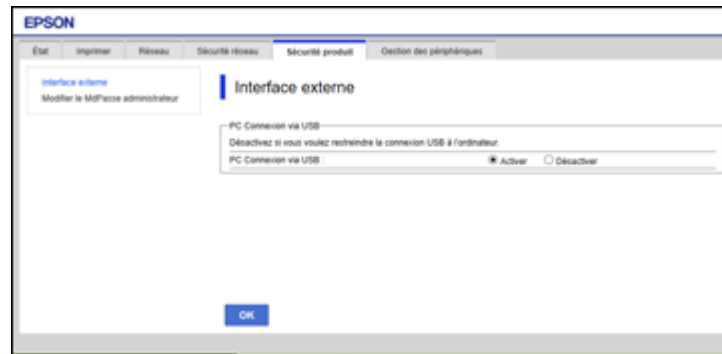 EPSON
État Imprimer Réseau Sécurité réseau Sécurité produit Gestion des périphériques
Interface externe
Modifier le MdPasse administrateur
Interface externe
PC Connexion via USB
Désactivez si vous voulez restreindre la connexion USB à l'ordinateur.
PC Connexion via USB : Activer Désactiver
OK